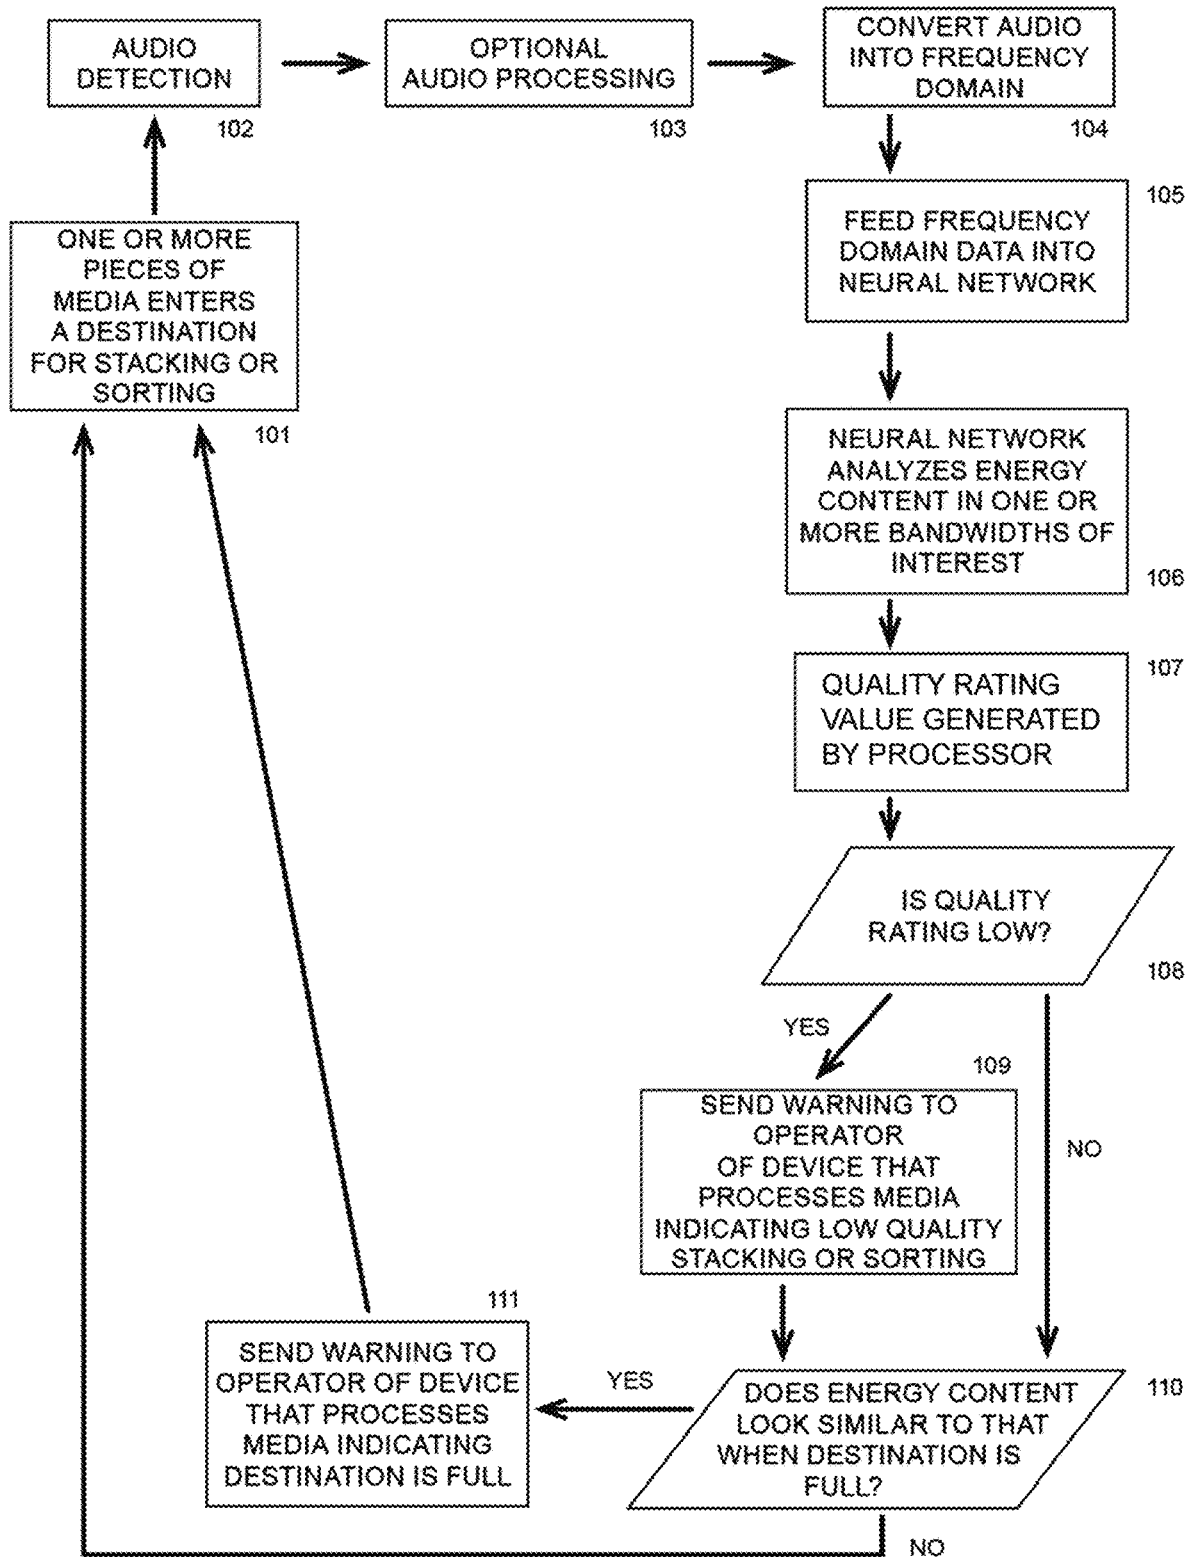 AUDIO
DETECTION
102
OPTIONAL
AUDIO PROCESSING
103
CONVERT AUDIO
INTO FREQUENCY
DOMAIN
104
ONE OR MORE
PIECES OF
MEDIA ENTERS
A DESTINATION
FOR STACKING OR
SORTING
101
FEED FREQUENCY
DOMAIN DATA INTO
NEURAL NETWORK
105
NEURAL NETWORK
ANALYZES ENERGY
CONTENT IN ONE OR
MORE BANDWIDTHS OF
INTEREST
106
QUALITY RATING
VALUE GENERATED
BY PROCESSOR
107
IS QUALITY
RATING LOW?
108
YES
NO
109
SEND WARNING TO
OPERATOR
OF DEVICE THAT
PROCESSES MEDIA
INDICATING LOW QUALITY
STACKING OR SORTING
DOES ENERGY CONTENT
LOOK SIMILAR TO THAT
WHEN DESTINATION IS
FULL?
110
YES
NO
111
SEND WARNING TO
OPERATOR OF DEVICE
THAT PROCESSES
MEDIA INDICATING
DESTINATION IS FULL